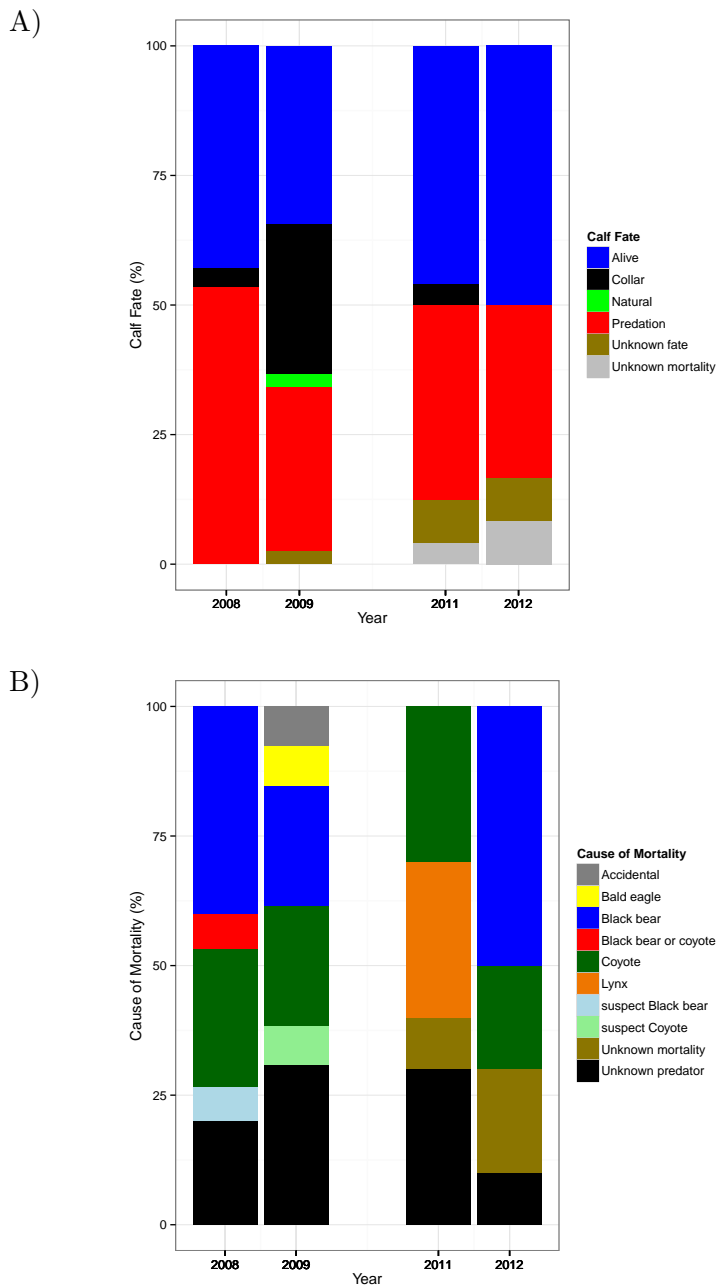 A)
100
75
50
25
0
Calf Fate (%)
2008
2009
2011
2012
Year
Calf Fate
Alive
Collar
Natural
Predation
Unknown fate
Unknown mortality
B)
100
75
50
25
0
Cause of Mortality (%)
2008
2009
2011
2012
Year
Cause of Mortality
Accidental
Bald eagle
Black bear
Black bear or coyote
Coyote
Lynx
suspect Black bear
suspect Coyote
Unknown mortality
Unknown predator